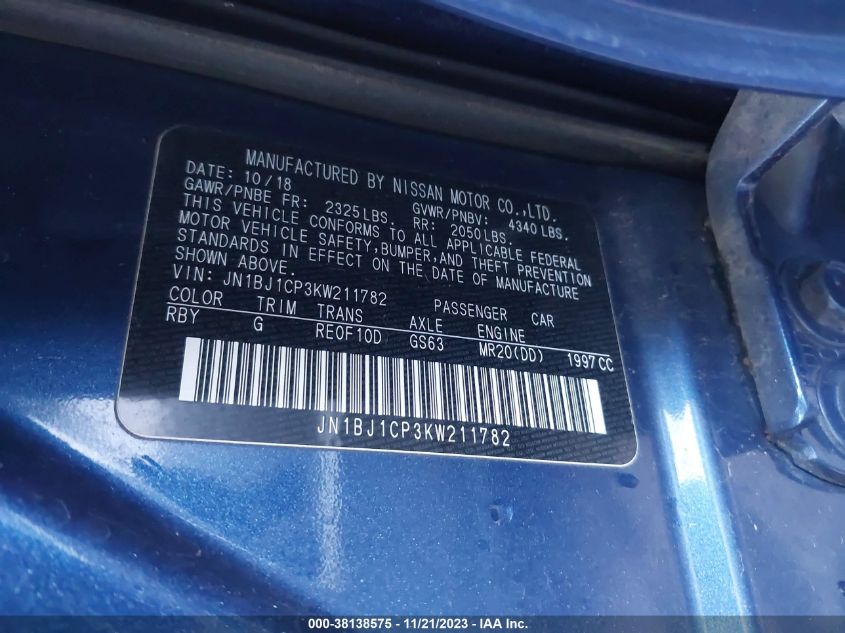 MANUFACTURED BY NISSAN MOTOR CO.,LTD.
DATE: 10/18 GVWR/PNBV: 4340 LBS.
GAWR/PNBE FR: 2325LBS. RR: 2050LBS.
THIS VEHICLE CONFORMS TO ALL APPLICABLE FEDERAL
MOTOR VEHICLE SAFETY,BUMPER,AND THEFT PREVENTION
STANDARDS IN EFFECT ON THE DATE OF MANUFACTURE
SHOWN ABOVE.
VIN: JN1BJ1CP3KW211782 PASSENGER CAR
COLOR TRIM TRANS AXLE ENGINE
RBY G RE0F10D GS63 MR20(DD) 1997CC
JN1BJ1CP3KW211782
000-38138575 - 11/21/2023 - IAA Inc.